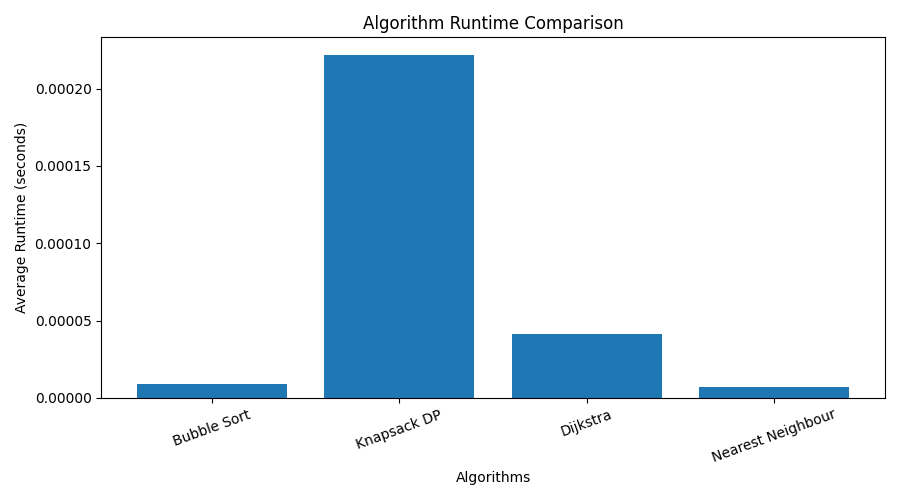 Algorithm Runtime Comparison
Average Runtime (seconds)
0.00020
0.00015
0.00010
0.00005
0.00000
Bubble Sort
Knapsack DP
Dijkstra
Nearest Neighbour
Algorithms